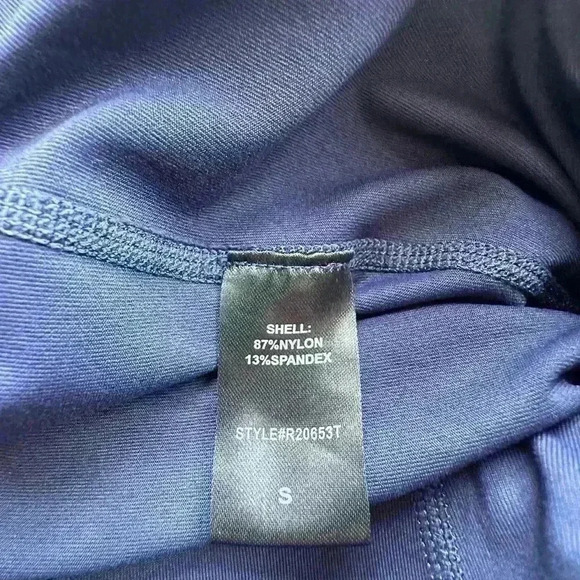 SHELL:
87%NYLON
13%SPANDEX
STYLE#R20653T
S